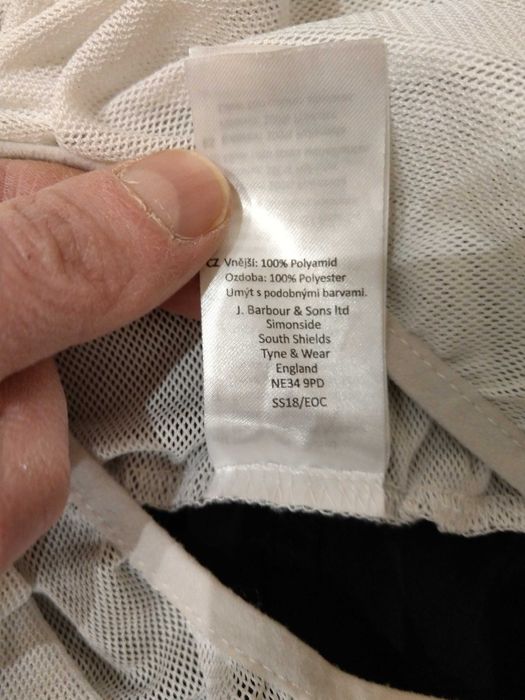 CZ Vnější: 100% Polyamid
Ozdoba: 100% Polyester
Umýt s podobnými barvami.
J. Barbour & Sons ltd
Simonside
South Shields
Tyne & Wear
England
NE34 9PD
SS18/EOC